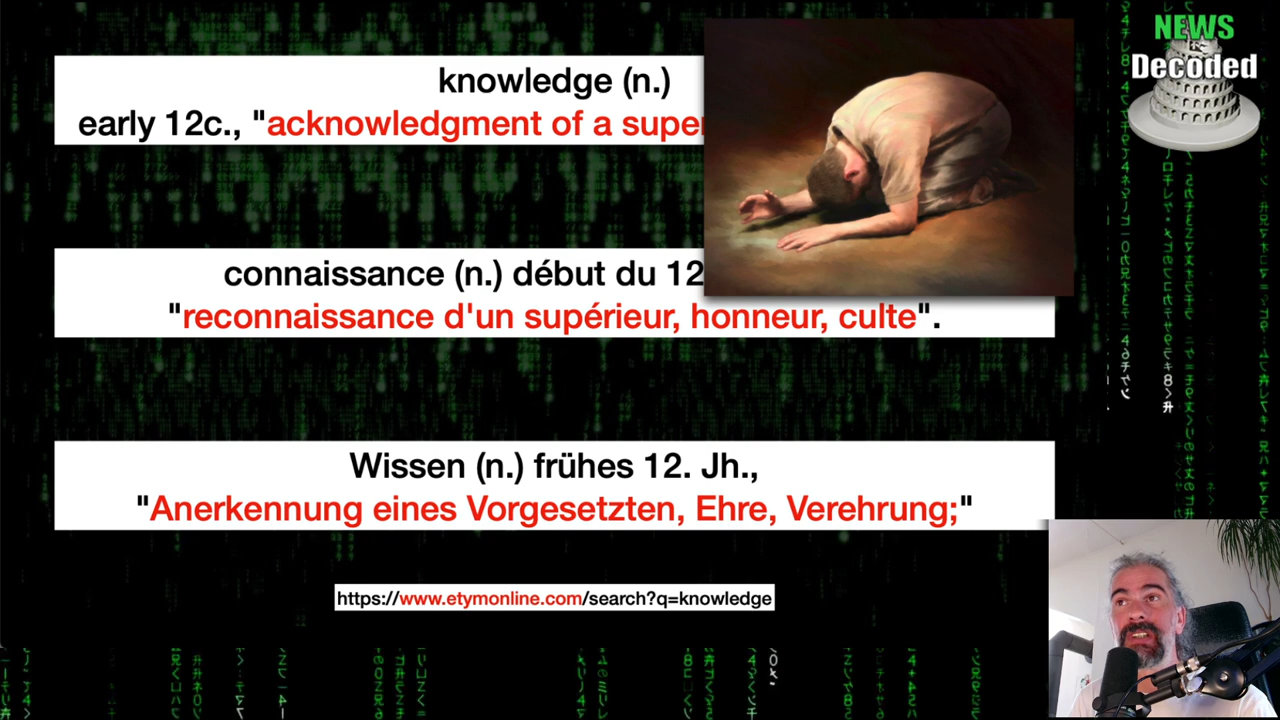 knowledge (n.)
early 12c., "acknowledgment of a
connaissance (n.) début du 12
"reconnaissance d'un supérieur, honneur, culte".
Wissen (n.) frühes 12. Jh.,
"Anerkennung eines Vorgesetzten, Ehre, Verehrung;"
https://www.etymonline.com/search?q=knowledge
NEWS
Decoded